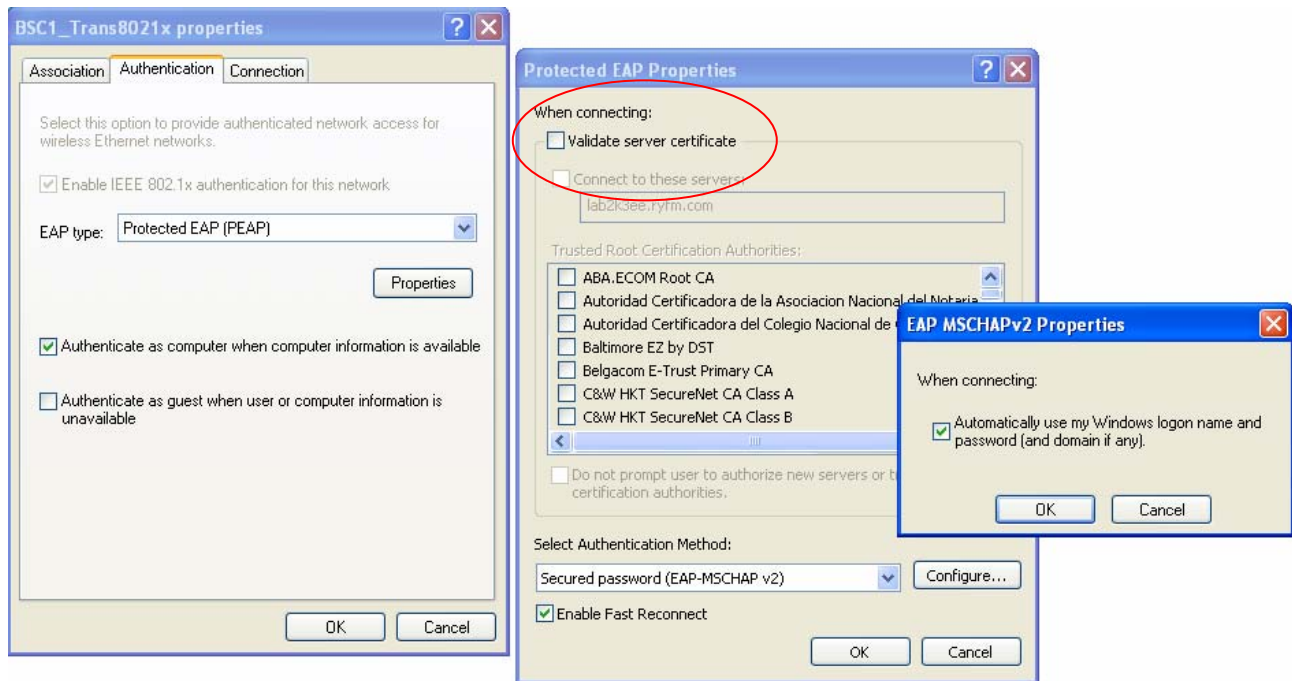 BSC1_Trans8021x properties
Association Authentication Connection
Select this option to provide authenticated network access for
wireless Ethernet networks.
Enable IEEE 802.1x authentication for this network
EAP type: Protected EAP (PEAP)
Properties
Authenticate as computer when computer information is available
Authenticate as guest when user or computer information is
unavailable
OK Cancel
Protected EAP Properties
When connecting:
Validate server certificate
Connect to these servers:
lab2k3ee.ryfm.com
Trusted Root Certification Authorities:
ABA.ECOM Root CA
Autoridad Certificadora de la Asociacion Nacional del Notaria
Autoridad Certificadora del Colegio Nacional de
Baltimore EZ by DST
Belgacom E-Trust Primary CA
C&W HKT SecureNet CA Class A
C&W HKT SecureNet CA Class B
Do not prompt user to authorize new servers or
certification authorities.
Select Authentication Method:
Secured password (EAP-MSCHAP v2) Configure...
Enable Fast Reconnect
OK Cancel
EAP MSCHAPv2 Properties
When connecting:
Automatically use my Windows logon name and
password (and domain if any).
OK Cancel